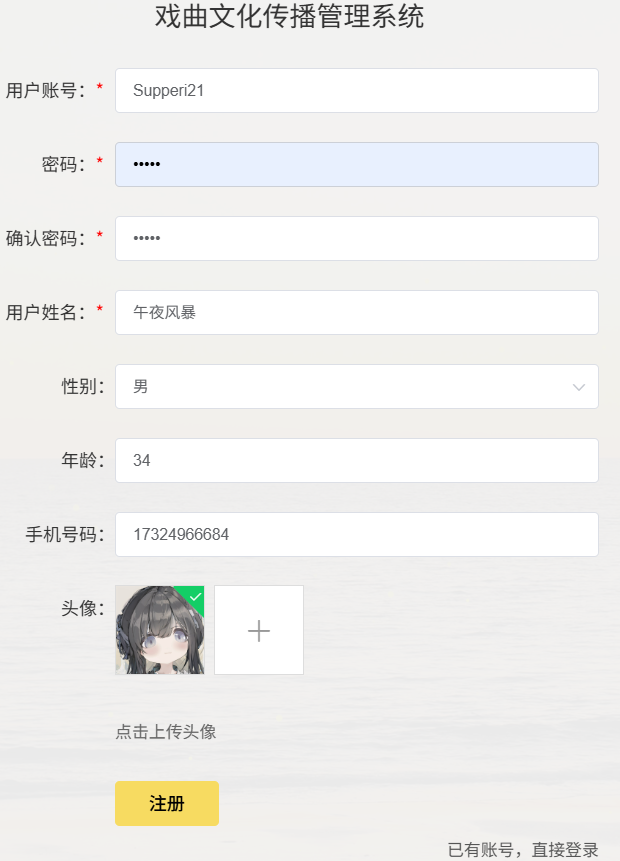 戏曲文化传播管理系统
用户账号：* Supperi21
密码：* •••••
确认密码：* •••••
用户姓名：* 午夜风暴
性别： 男
年龄： 34
手机号码： 17324966684
头像：
点击上传头像
注册
已有账号，直接登录